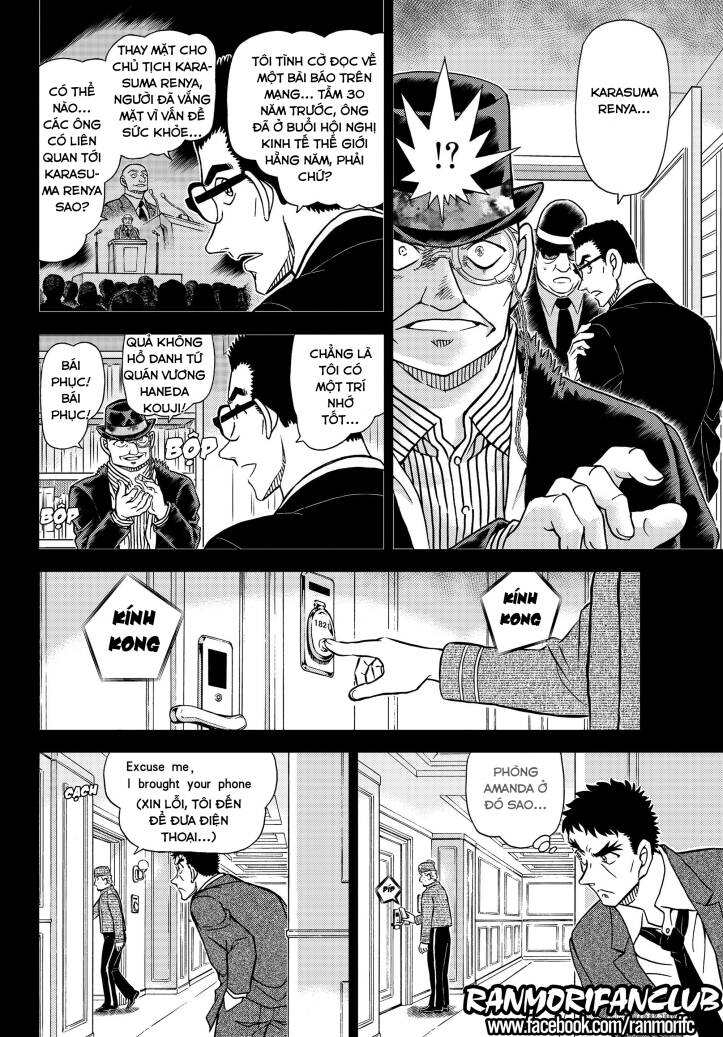 KARASUMA
RENYA...
!?
TÔI TÌNH CỜ ĐỌC VỀ
MỘT BÀI BÁO TRÊN
MẠNG... TẦM 30
NĂM TRƯỚC, ÔNG
ĐÃ Ở BUỔI HỘI NGHỊ
KINH TẾ THẾ GIỚI
HẰNG NĂM, PHẢI
CHỨ?
THAY MẶT CHO
CHỦ TỊCH KARA-
SUMA RENYA,
NGƯỜI ĐÃ VẮNG
MẶT VÌ VẤN ĐỀ
SỨC KHỎE...
CÓ THỂ
NÀO...
CÁC ÔNG
CÓ LIÊN
QUAN TỚI
KARASU-
MA RENYA
SAO?
CHẲNG LÀ
TÔI CÓ
MỘT TRÍ
NHỚ
TỐT...
QUẢ KHÔNG
HỔ DANH TỨ
QUÁN VƯƠNG
HANEDA
KOUJI!
BÁI
PHỤC!
BÁI
PHỤC!
BỘP
BỘP
KÍNH
KONG
1821
KÍNH
KONG
PHÒNG
AMANDA Ở
ĐÓ SAO...
PÍP
Excuse me,
I brought your phone
(XIN LỖI, TÔI ĐẾN
ĐỂ ĐƯA ĐIỆN
THOẠI...)
CẠCH
RANMORIFANCLUB
www.facebook.com/ranmorifc